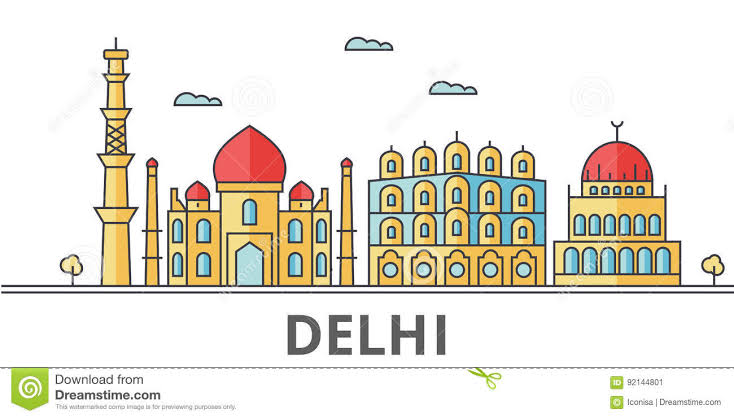 DELHI
Download from
Dreamstime.com
This watermarked comp image is for previewing purposes only.
ID 92144801
© Iconisa | Dreamstime.com